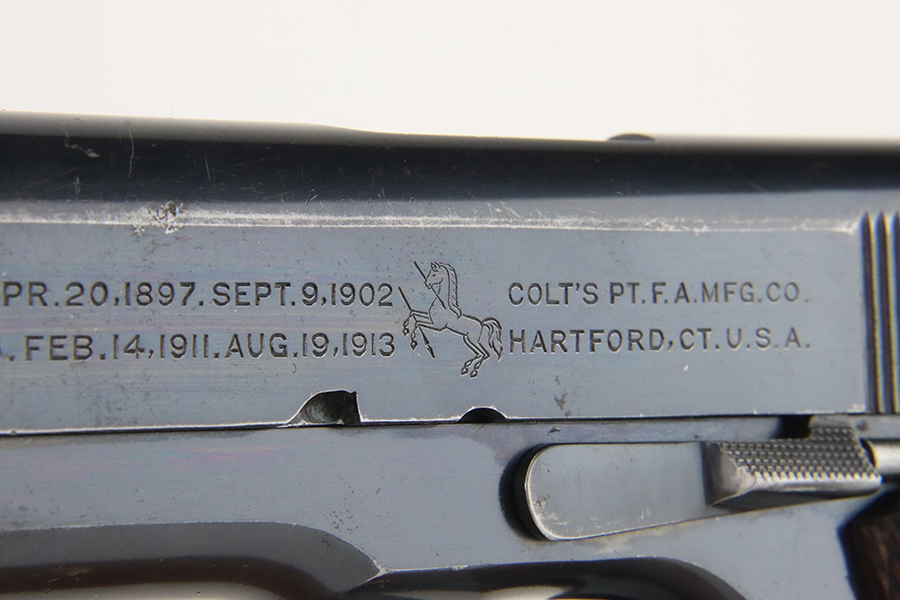 PR.20,1897.SEPT.9,1902
. FEB.14,1911.AUG.19,1913
COLT'S PT.F.A.MFG.CO.
HARTFORD,CT.U.S.A.